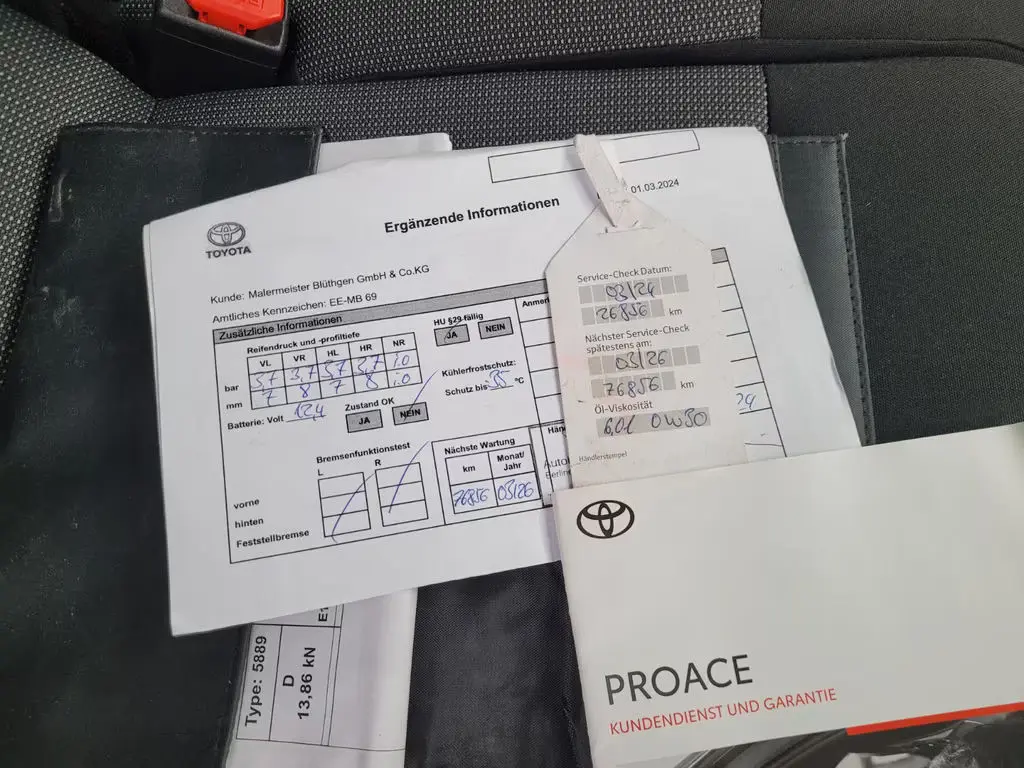 01.03.2024
Ergänzende Informationen
TOYOTA
Kunde: Malermeister Blüthgen GmbH & Co.KG
Amtliches Kennzeichen: EE-MB 69
Zusätzliche Informationen
Reifendruck und -profiltiefe
VL VR HL HR NR
bar 3,7 3,7 3,7 3,7 i.O
mm 7 8 7 8 i.O
Batterie: Volt 12,4
Zustand OK
JA NEIN
HU §29 fällig
JA NEIN
Kühlerfrostschutz:
Schutz bis -35 °C
Bremsenfunktionstest
L R
vorne
hinten
Feststellbremse
Nächste Wartung
km Monat/Jahr
76856 03/26
Service-Check Datum:
03/24
26856 km
Nächster Service-Check
spätestens am:
03/26
76856 km
Öl-Viskosität
6,0l 0W30
Händlerstempel
Type: 5889
D
13,86 kN
PROACE
KUNDENDIENST UND GARANTIE